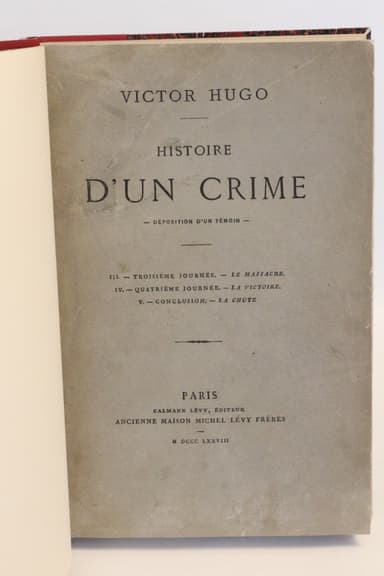 VICTOR HUGO
HISTOIRE
D'UN CRIME
— DÉPOSITION D'UN TÉMOIN —
III. — TROISIÈME JOURNÉE. — LE MASSACRE.
IV. — QUATRIÈME JOURNÉE. — LA VICTOIRE.
V. — CONCLUSION. — LA CHUTE
PARIS
CALMANN LÉVY, ÉDITEUR
ANCIENNE MAISON MICHEL LÉVY FRÈRES
M DCCC LXXVIII